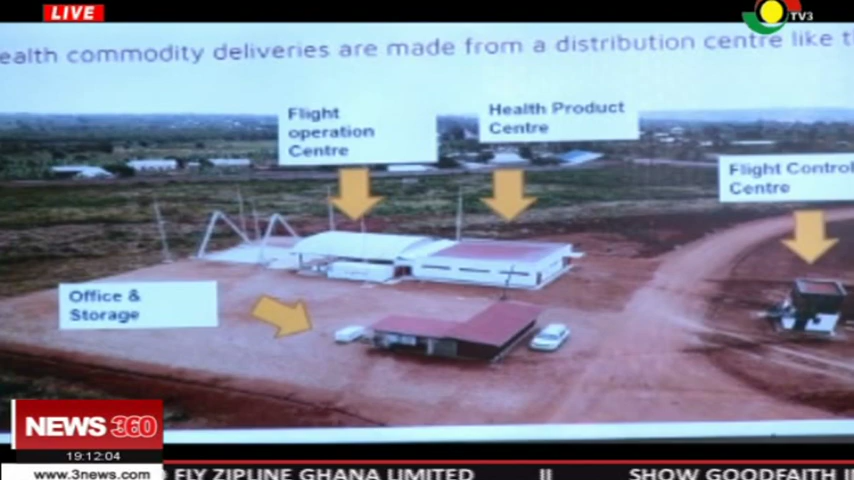 LIVE
TV3
ealth commodity deliveries are made from a distribution centre like
Flight
operation
Centre
Health Product
Centre
Flight Control
Centre
Office &
Storage
NEWS 360
19:12:04
www.3news.com
FLY ZIPLINE GHANA LIMITED || SHOW GOODFAITH